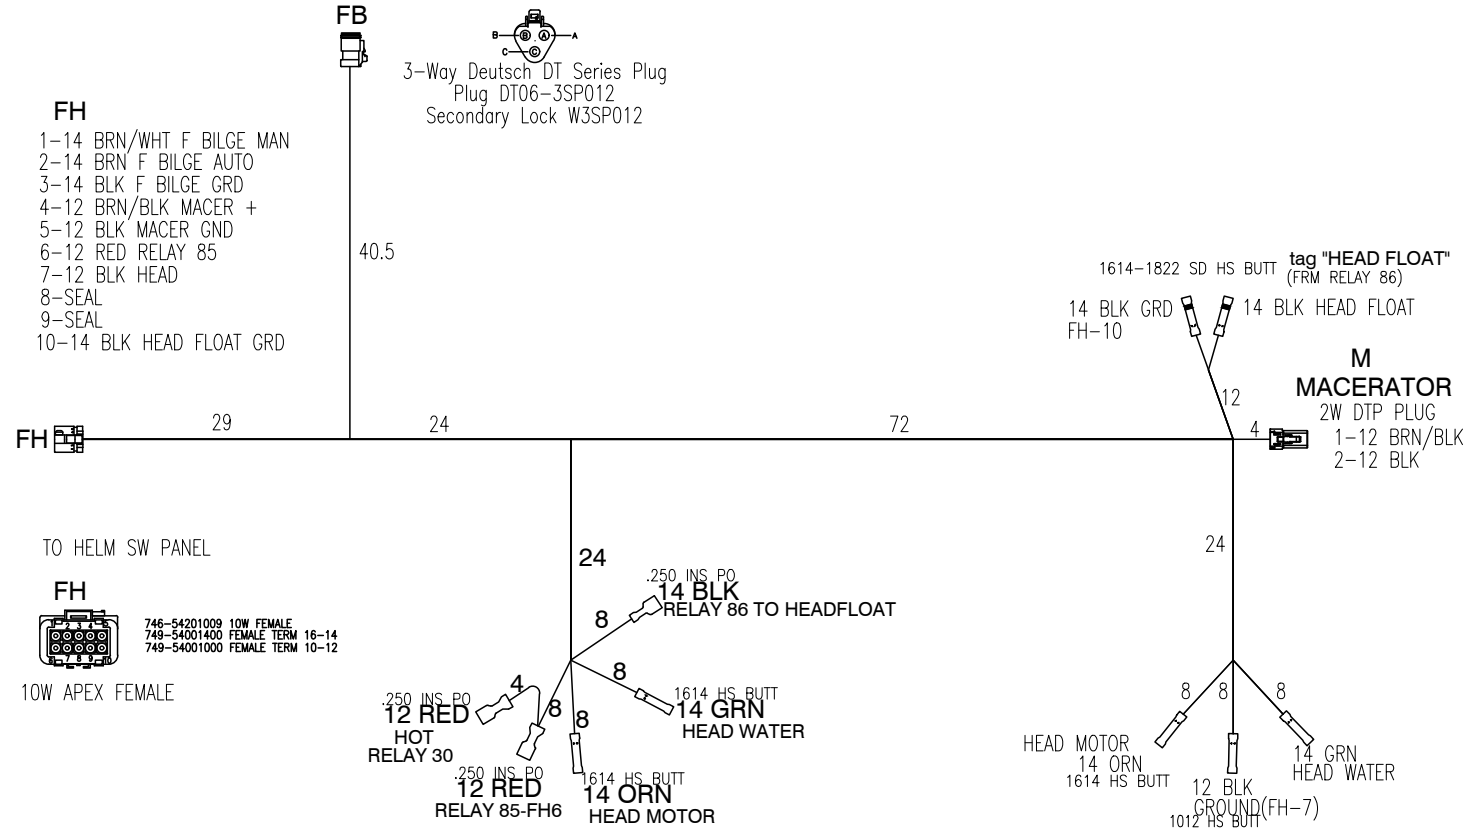 FB
B
B
A
A
C
C
3-Way Deutsch DT Series Plug
Plug DT06-3SP012
Secondary Lock W3SP012
FH
1-14 BRN/WHT F BILGE MAN
2-14 BRN F BILGE AUTO
3-14 BLK F BILGE GRD
4-12 BRN/BLK MACER +
5-12 BLK MACER GND
6-12 RED RELAY 85
7-12 BLK HEAD
8-SEAL
9-SEAL
10-14 BLK HEAD FLOAT GRD
40.5
1614-1822 SD HS BUTT
tag "HEAD FLOAT"
(FRM RELAY 86)
14 BLK GRD
FH-10
14 BLK HEAD FLOAT
M
MACERATOR
2W DTP PLUG
1-12 BRN/BLK
2-12 BLK
12
4
FH
29
24
72
TO HELM SW PANEL
FH
2 3 4
7 8 9
746-54201009 10W FEMALE
749-54001400 FEMALE TERM 16-14
749-54001000 FEMALE TERM 10-12
10W APEX FEMALE
24
.250 INS PO
14 BLK
RELAY 86 TO HEADFLOAT
8
8
1614 HS BUTT
14 GRN
HEAD WATER
4
.250 INS PO
12 RED
HOT
RELAY 30
8
8
.250 INS PO
12 RED
RELAY 85-FH6
1614 HS BUTT
14 ORN
HEAD MOTOR
24
8
8
8
HEAD MOTOR
14 ORN
1614 HS BUTT
12 BLK
GROUND(FH-7)
1012 HS BUTT
14 GRN
HEAD WATER